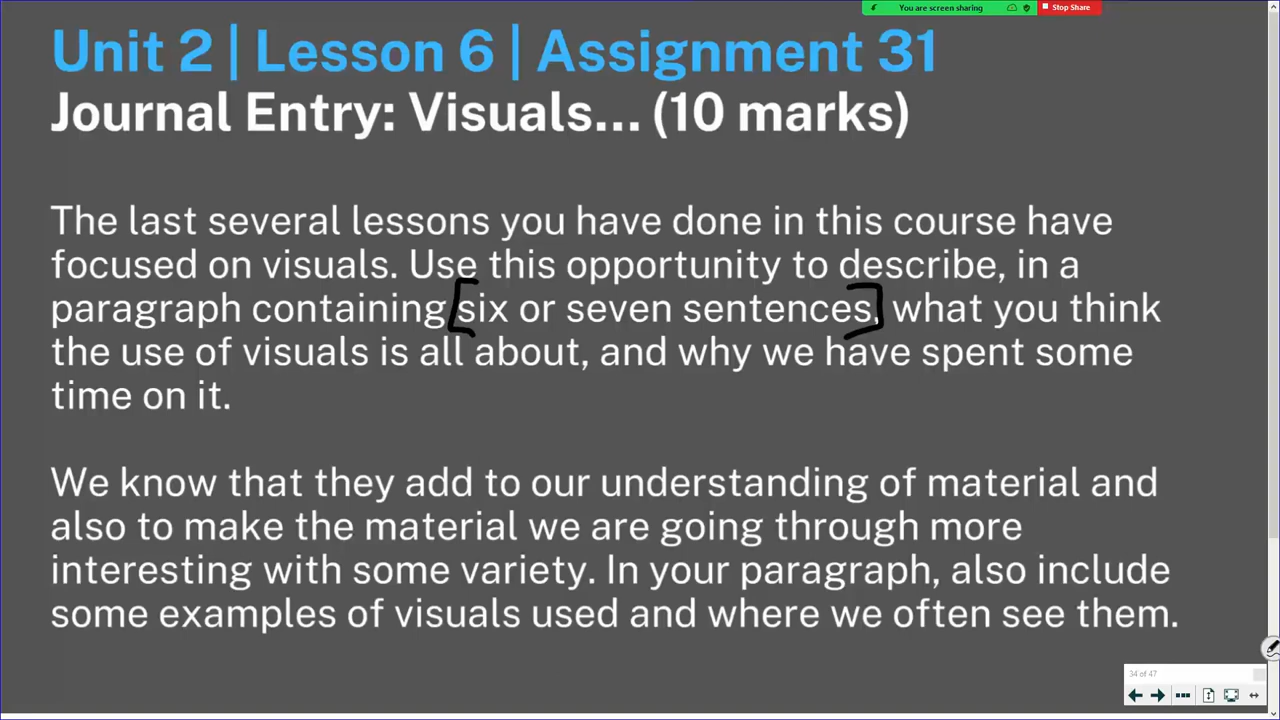 You are screen sharing
Stop Share
Unit 2 | Lesson 6 | Assignment 31
Journal Entry: Visuals... (10 marks)
The last several lessons you have done in this course have
focused on visuals. Use this opportunity to describe, in a
paragraph containing [six or seven sentences,] what you think
the use of visuals is all about, and why we have spent some
time on it.
We know that they add to our understanding of material and
also to make the material we are going through more
interesting with some variety. In your paragraph, also include
some examples of visuals used and where we often see them.
34 of 47